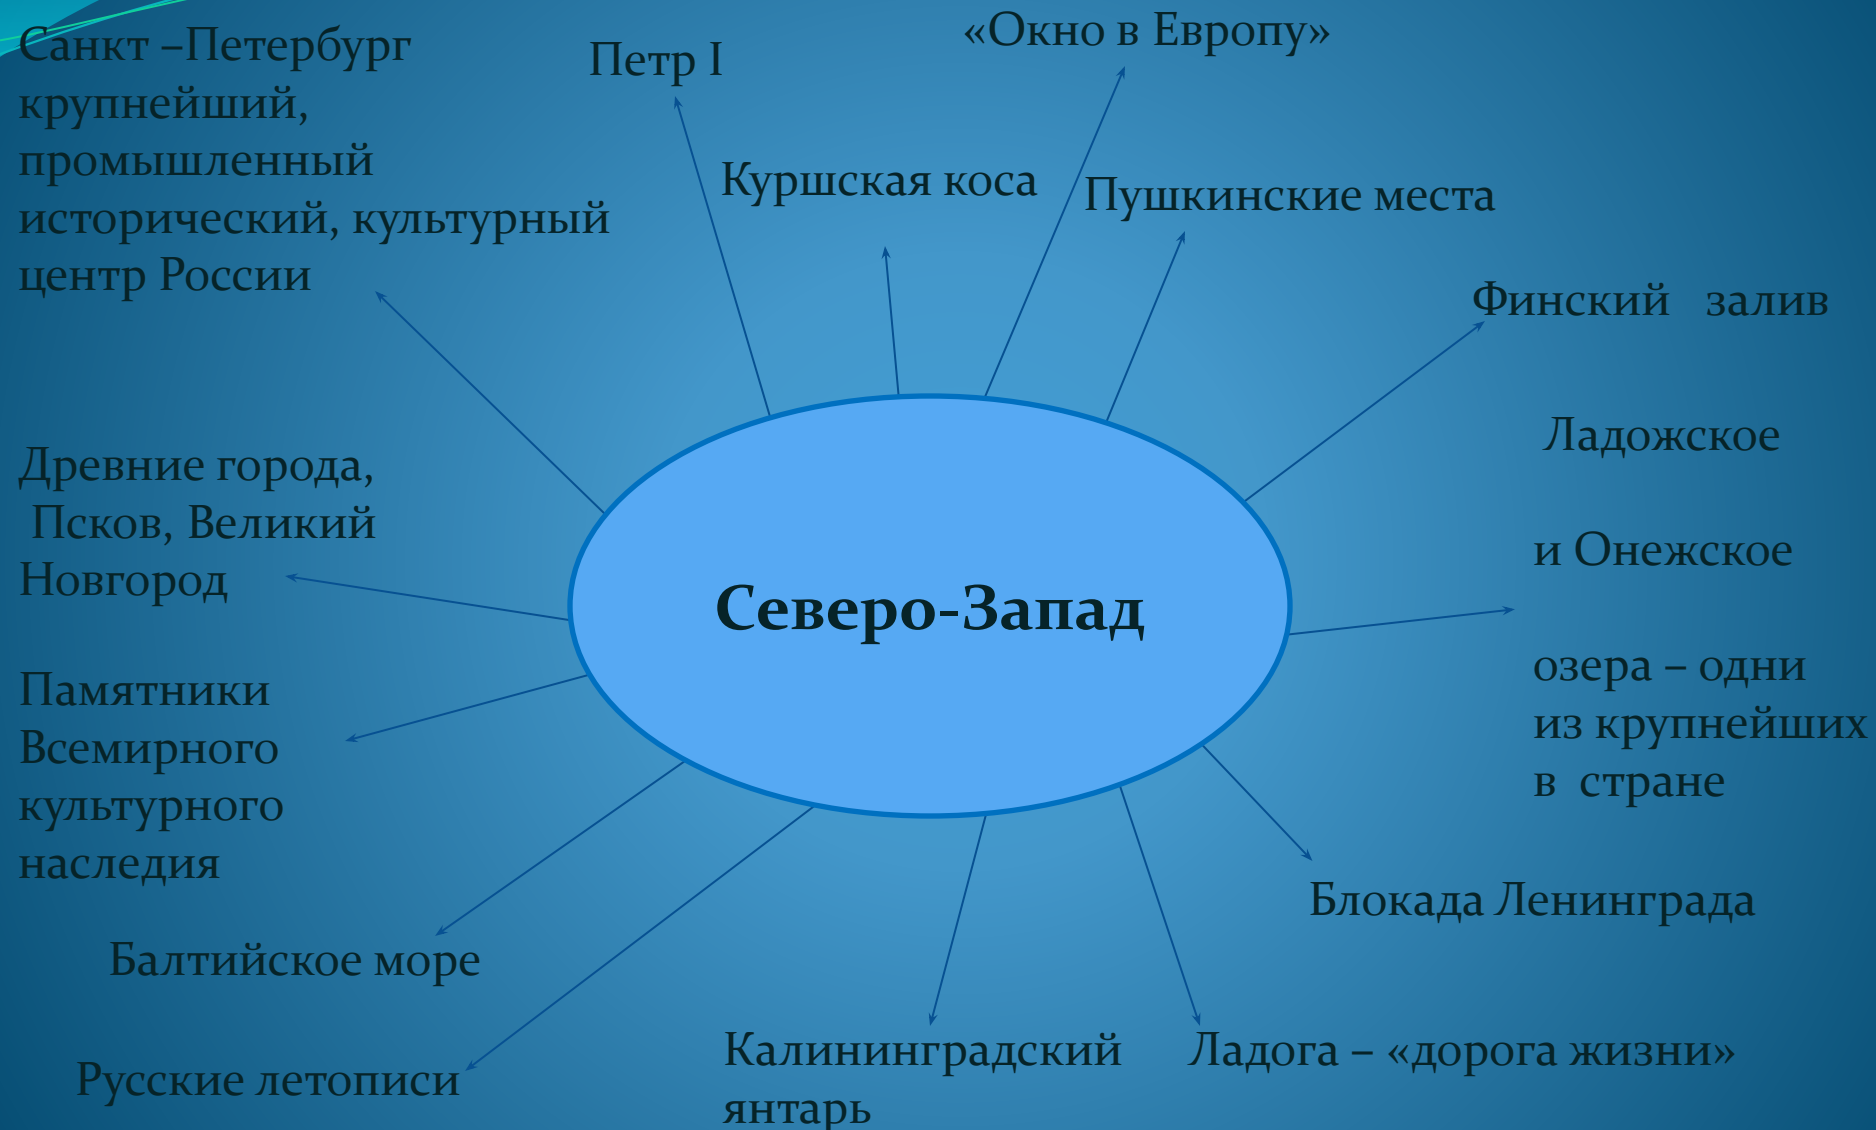 Санкт –Петербург
крупнейший,
промышленный
исторический, культурный
центр России
Петр I
«Окно в Европу»
Куршская коса
Пушкинские места
Финский залив
Ладожское
и Онежское
озера – одни
из крупнейших
в стране
Древние города,
Псков, Великий
Новгород
Северо-Запад
Памятники
Всемирного
культурного
наследия
Блокада Ленинграда
Балтийское море
Русские летописи
Калининградский
янтарь
Ладога – «дорога жизни»